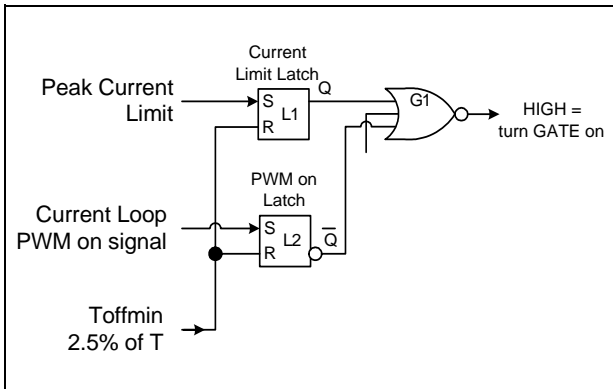 Current
Limit Latch
Q
Peak Current
Limit
S
R
L1
G1
HIGH =
turn GATE on
PWM on
Latch
Current Loop
PWM on signal
S
R
L2
Q̅
Toffmin
2.5% of T